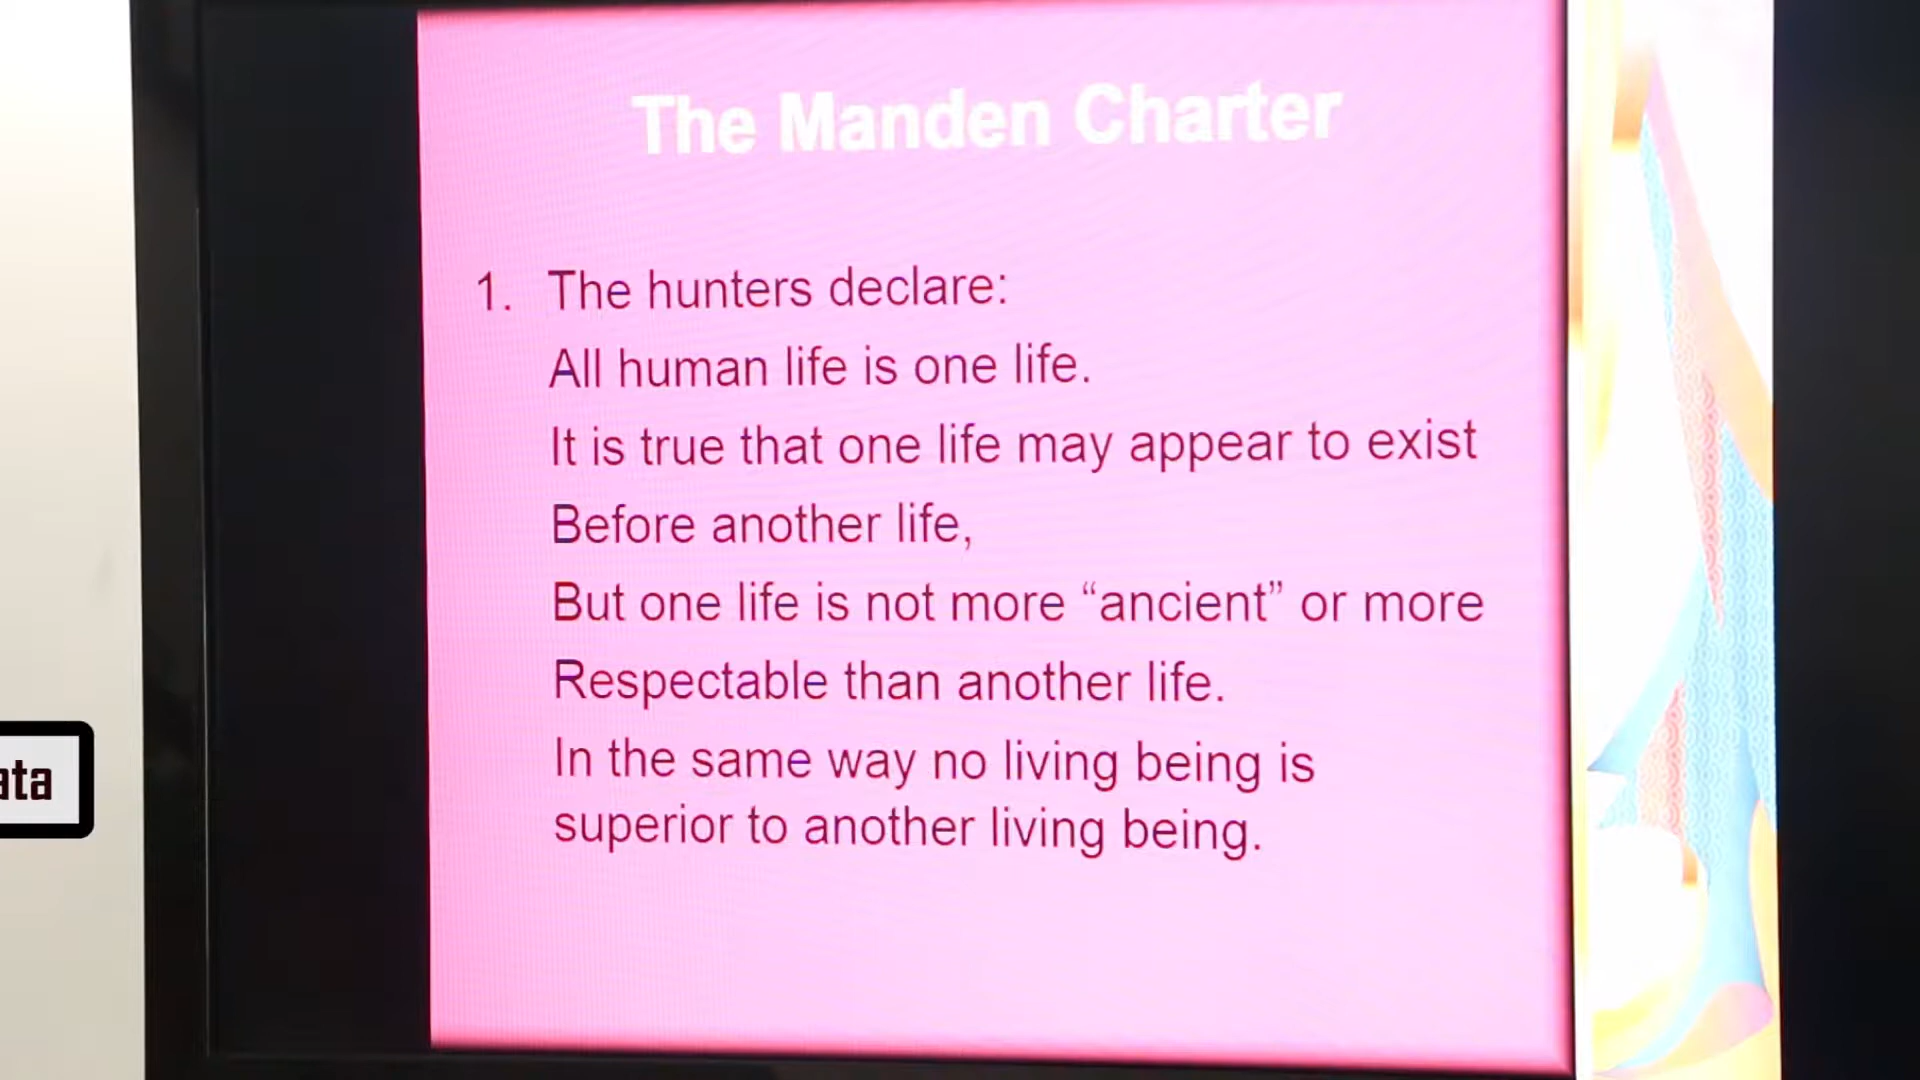 The Manden Charter
1. The hunters declare:
All human life is one life.
It is true that one life may appear to exist
Before another life,
But one life is not more “ancient” or more
Respectable than another life.
In the same way no living being is
superior to another living being.